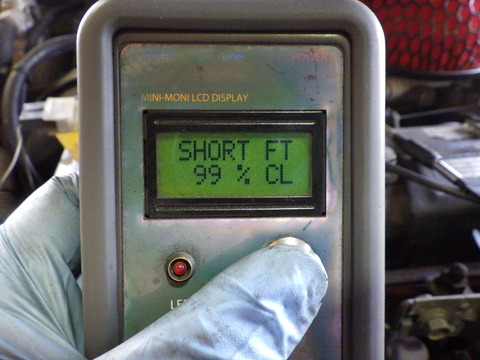 POWER
MINI-MONI LCD DISPLAY
SHORT FT
99 % CL